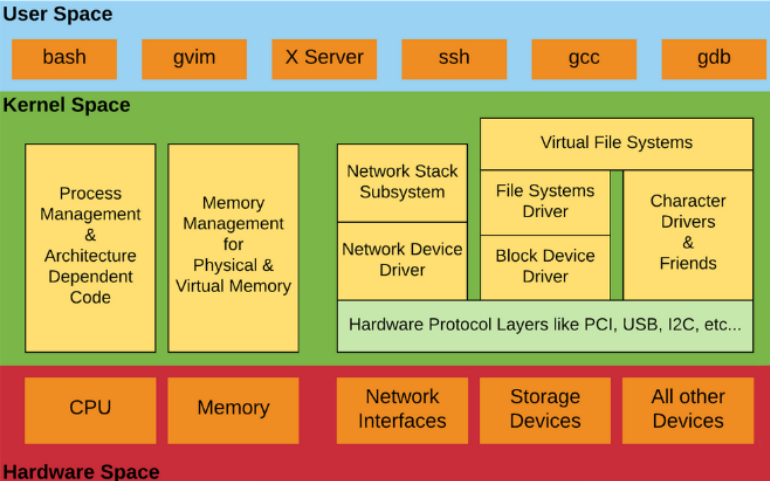 User Space
bash
gvim
X Server
ssh
gcc
gdb
Kernel Space
Process
Management
&
Architecture
Dependent
Code
Memory
Management
for
Physical &
Virtual Memory
Network Stack
Subsystem
Network Device
Driver
Virtual File Systems
File Systems
Driver
Block Device
Driver
Character
Drivers
&
Friends
Hardware Protocol Layers like PCI, USB, I2C, etc...
CPU
Memory
Network
Interfaces
Storage
Devices
All other
Devices
Hardware Space